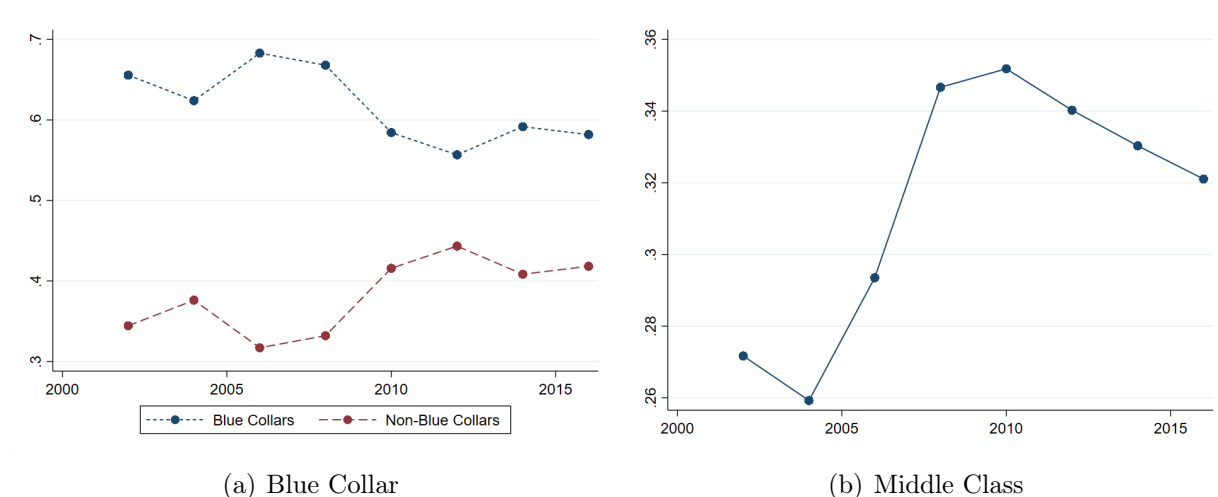 .7
.6
.5
.4
.3
2000 2005 2010 2015
Blue Collars Non-Blue Collars
(a) Blue Collar
.36
.34
.32
.3
.28
.26
2000 2005 2010 2015
(b) Middle Class